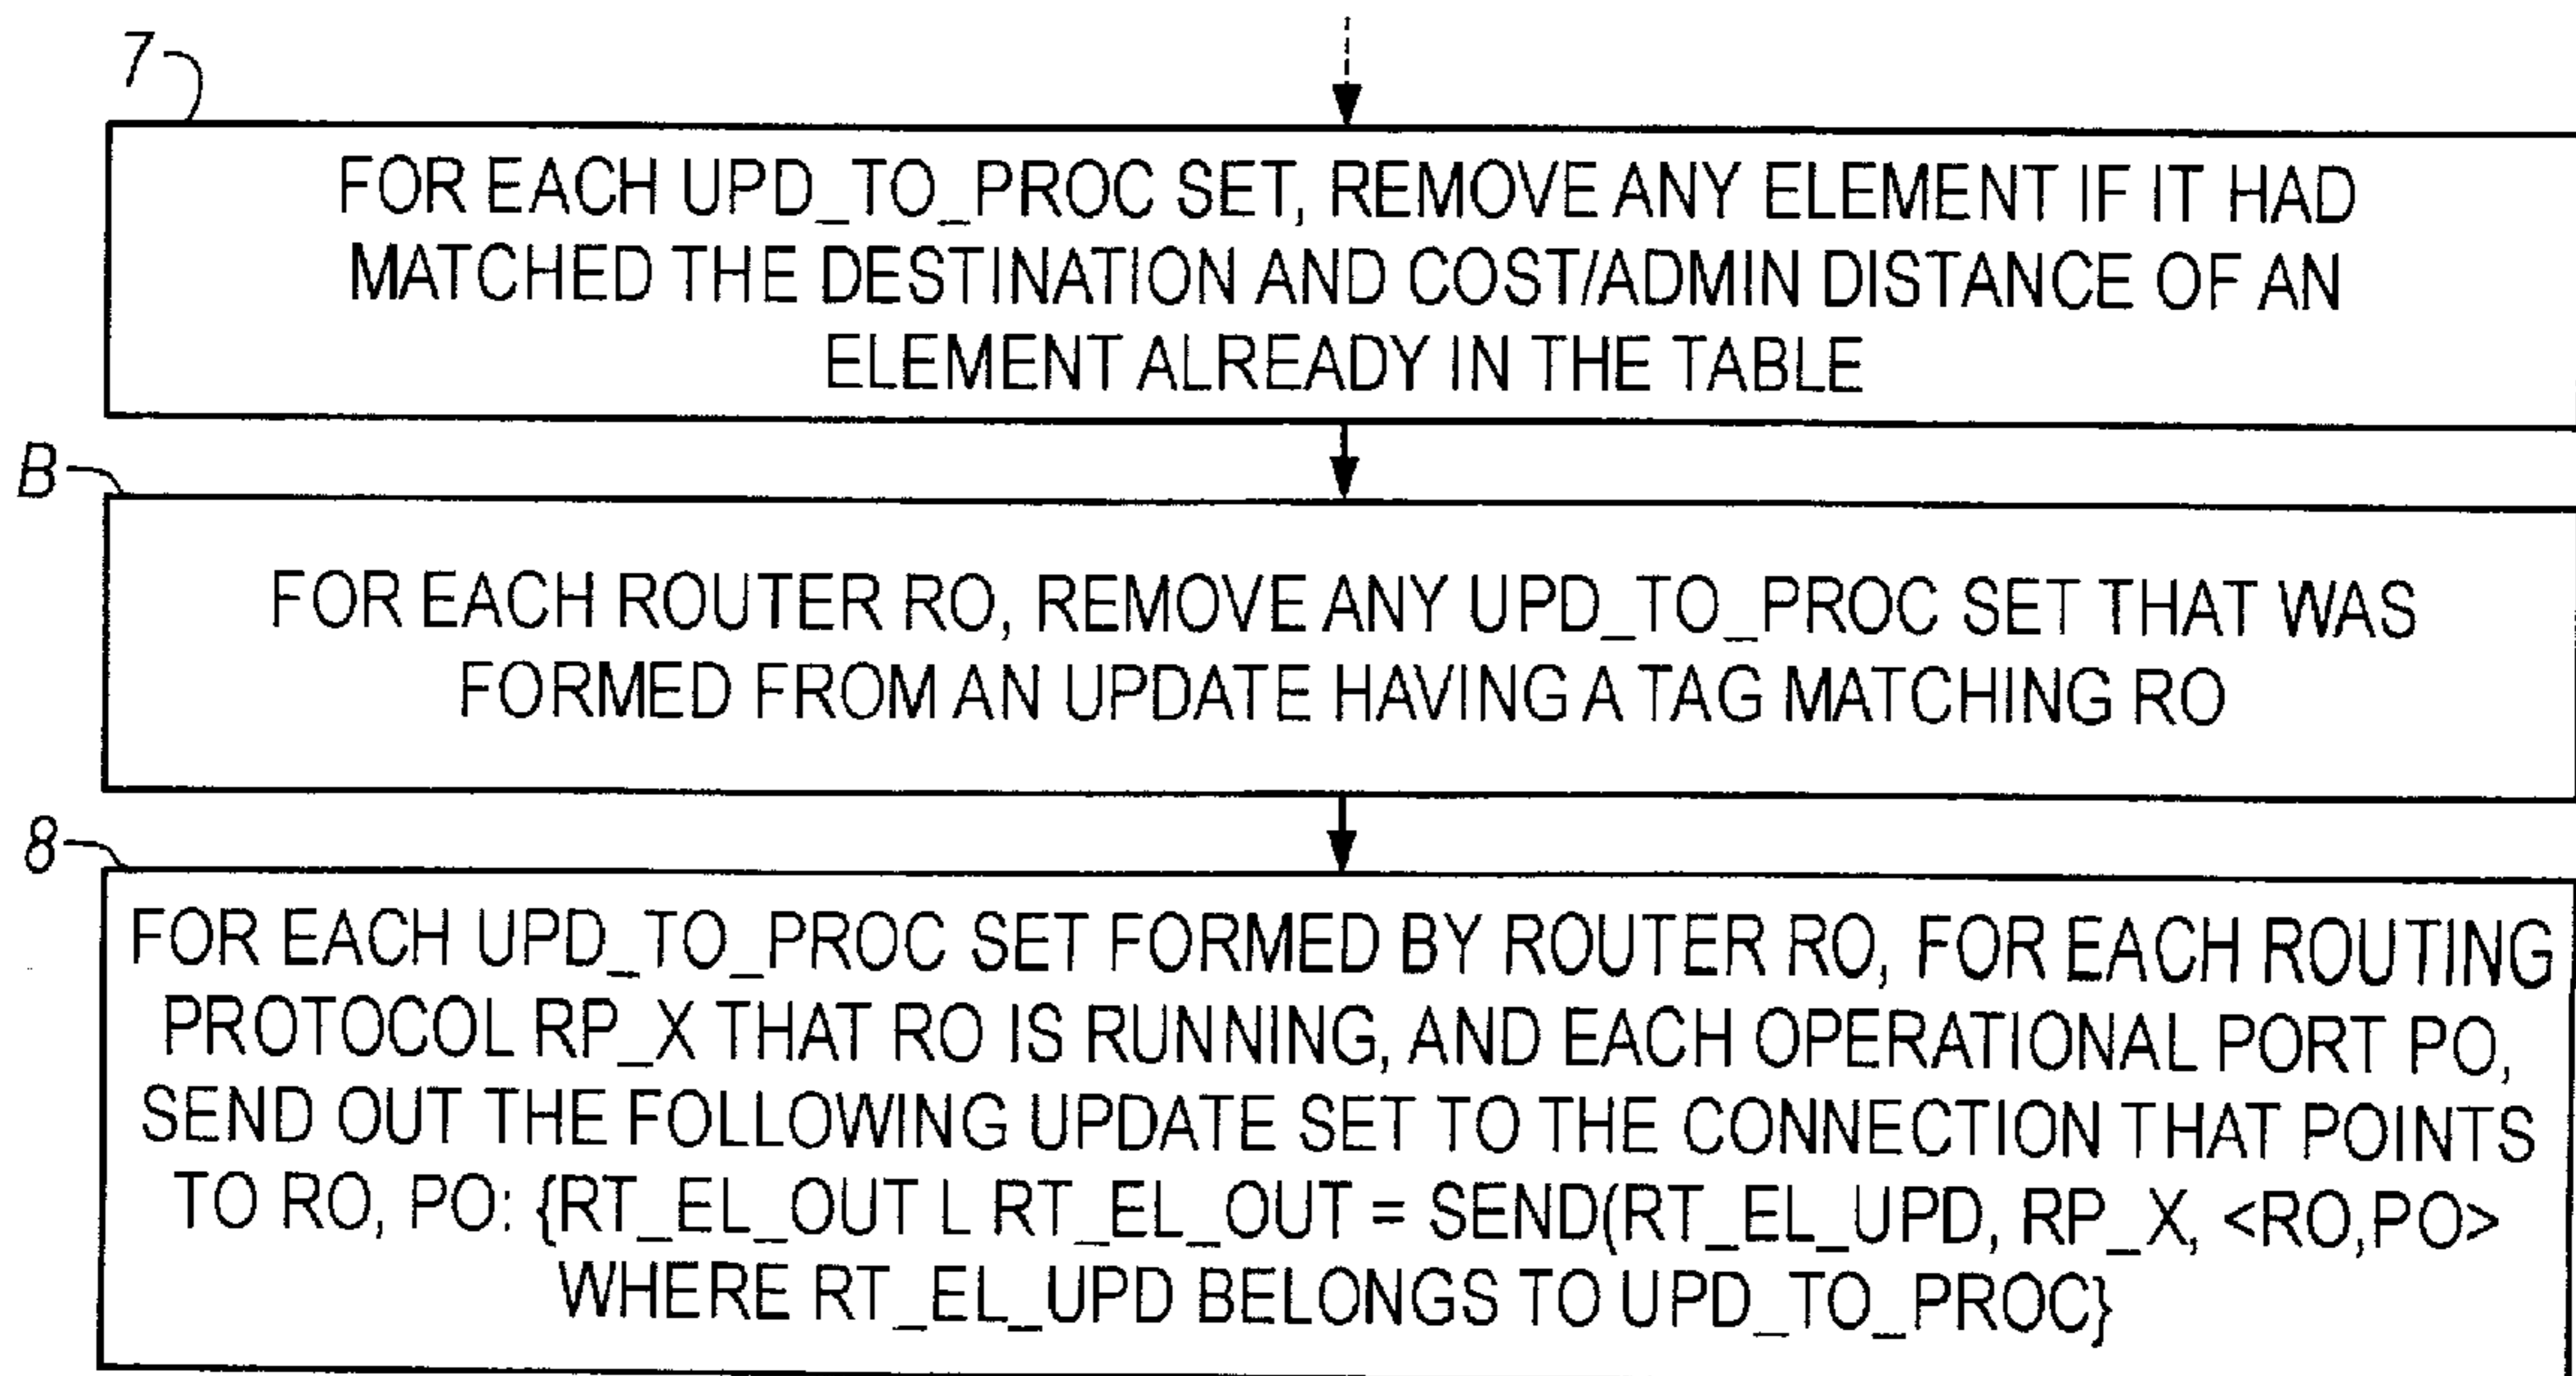 7
FOR EACH UPD_TO_PROC SET, REMOVE ANY ELEMENT IF IT HAD
MATCHED THE DESTINATION AND COST/ADMIN DISTANCE OF AN
ELEMENT ALREADY IN THE TABLE
B
FOR EACH ROUTER RO, REMOVE ANY UPD_TO_PROC SET THAT WAS
FORMED FROM AN UPDATE HAVING A TAG MATCHING RO
8
FOR EACH UPD_TO_PROC SET FORMED BY ROUTER RO, FOR EACH ROUTING
PROTOCOL RP_X THAT RO IS RUNNING, AND EACH OPERATIONAL PORT PO,
SEND OUT THE FOLLOWING UPDATE SET TO THE CONNECTION THAT POINTS
TO RO, PO: {RT_EL_OUT L RT_EL_OUT = SEND(RT_EL_UPD, RP_X, <RO,PO>
WHERE RT_EL_UPD BELONGS TO UPD_TO_PROC}